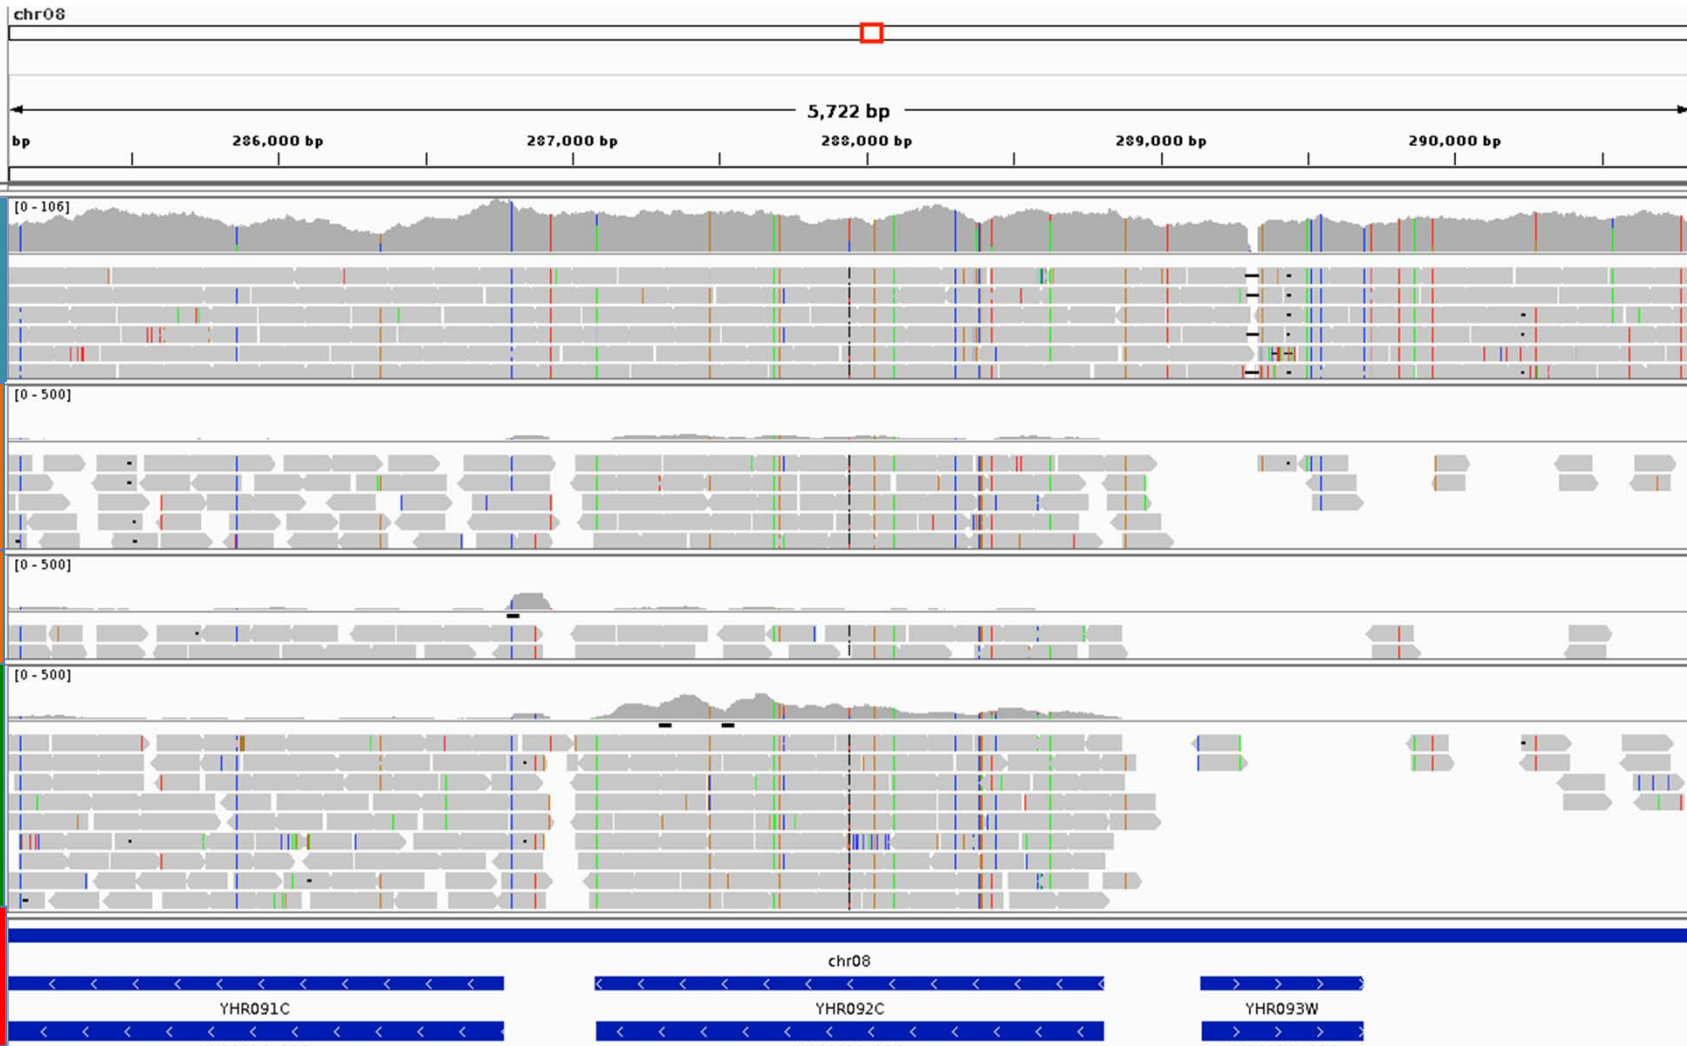 chr08
5,722 bp
bp 286,000 bp 287,000 bp 288,000 bp 289,000 bp 290,000 bp
[0 - 106]
[0 - 500]
[0 - 500]
[0 - 500]
chr08
YHR091C YHR092C YHR093W